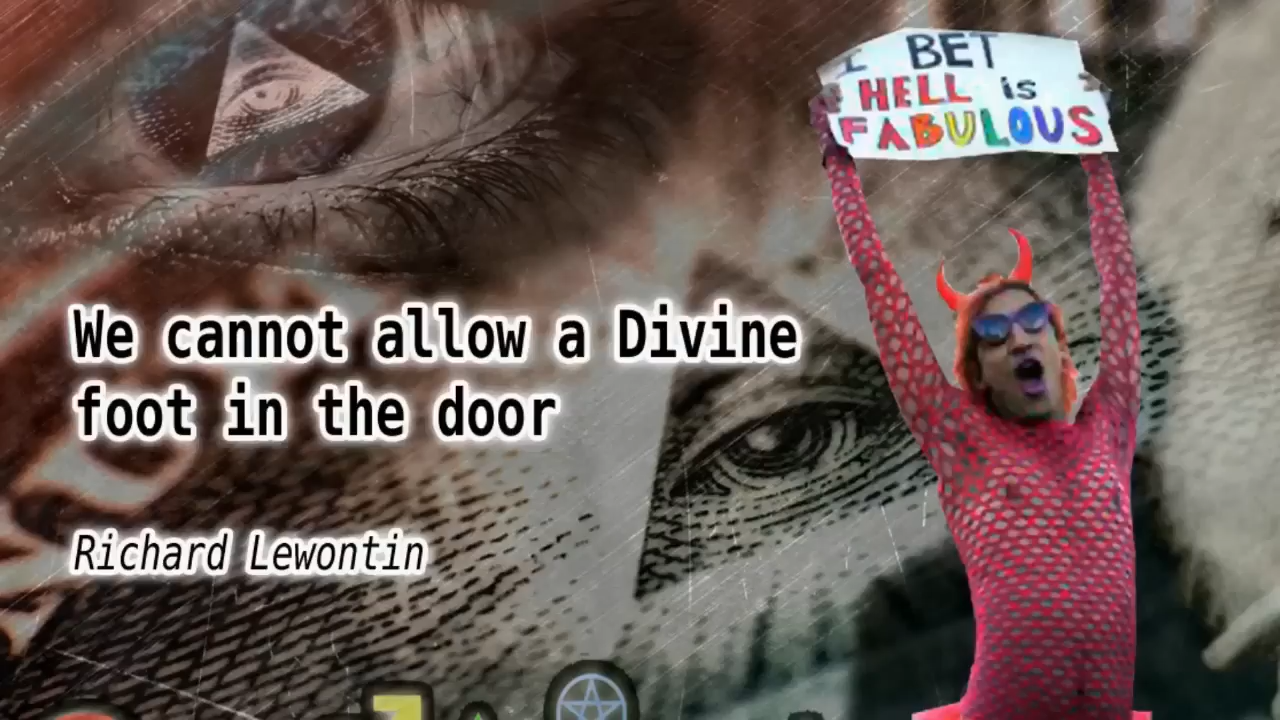 I BET
HELL is
FABULOUS
We cannot allow a Divine
foot in the door
Richard Lewontin